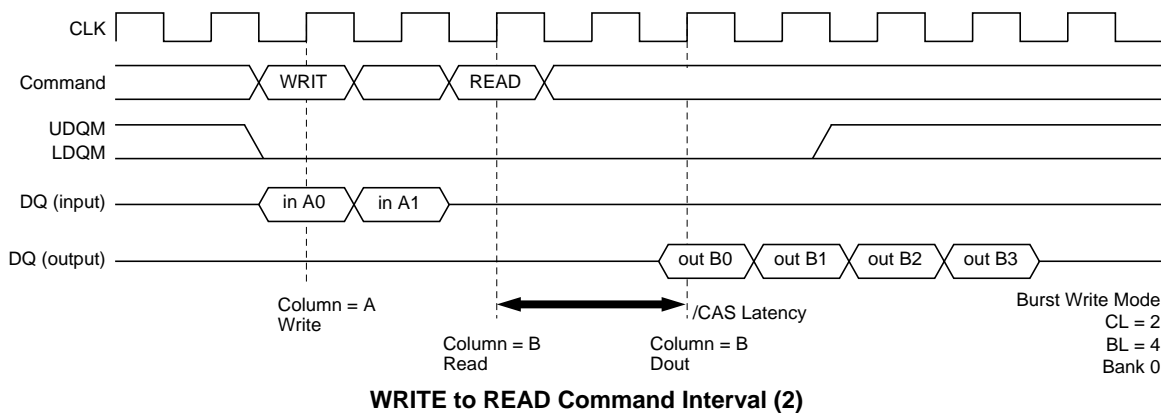 CLK
Command
WRIT
READ
UDQM
LDQM
DQ (input)
in A0
in A1
DQ (output)
out B0
out B1
out B2
out B3
Column = A
Write
/CAS Latency
Column = B
Read
Column = B
Dout
Burst Write Mode
CL = 2
BL = 4
Bank 0
WRITE to READ Command Interval (2)